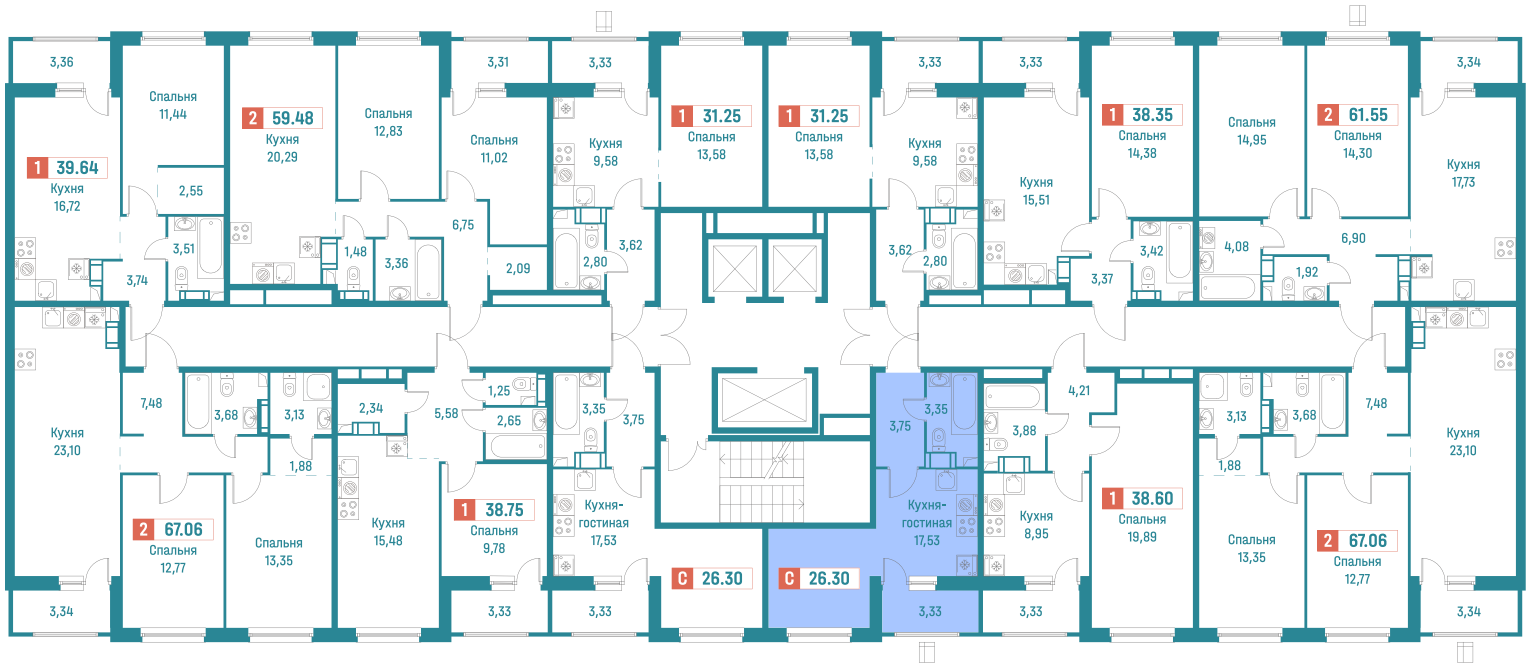 3,36
Спальня
11,44
1 39.64
Кухня
16,72
2,55
3,51
3,74
2 59.48
Кухня
20,29
Спальня
12,83
3,31
Спальня
11,02
6,75
1,48
3,36
2,09
3,33
Кухня
9,58
3,62
2,80
1 31.25
Спальня
13,58
1 31.25
Спальня
13,58
3,33
Кухня
9,58
3,62
2,80
3,33
Кухня
15,51
1 38.35
Спальня
14,38
3,42
3,37
Спальня
14,95
2 61.55
Спальня
14,30
3,34
Кухня
17,73
4,08
6,90
1,92
Кухня
23,10
7,48
3,68
3,13
1,88
2 67.06
Спальня
12,77
Спальня
13,35
3,34
2,34
5,58
1,25
2,65
Кухня
15,48
1 38.75
Спальня
9,78
3,33
3,35
3,75
Кухня-
гостиная
17,53
3,33
С 26.30
С 26.30
3,75
3,35
Кухня-
гостиная
17,53
3,33
4,21
3,88
Кухня
8,95
3,33
1 38.60
Спальня
19,89
3,13
3,68
7,48
1,88
Спальня
13,35
2 67.06
Спальня
12,77
Кухня
23,10
3,34